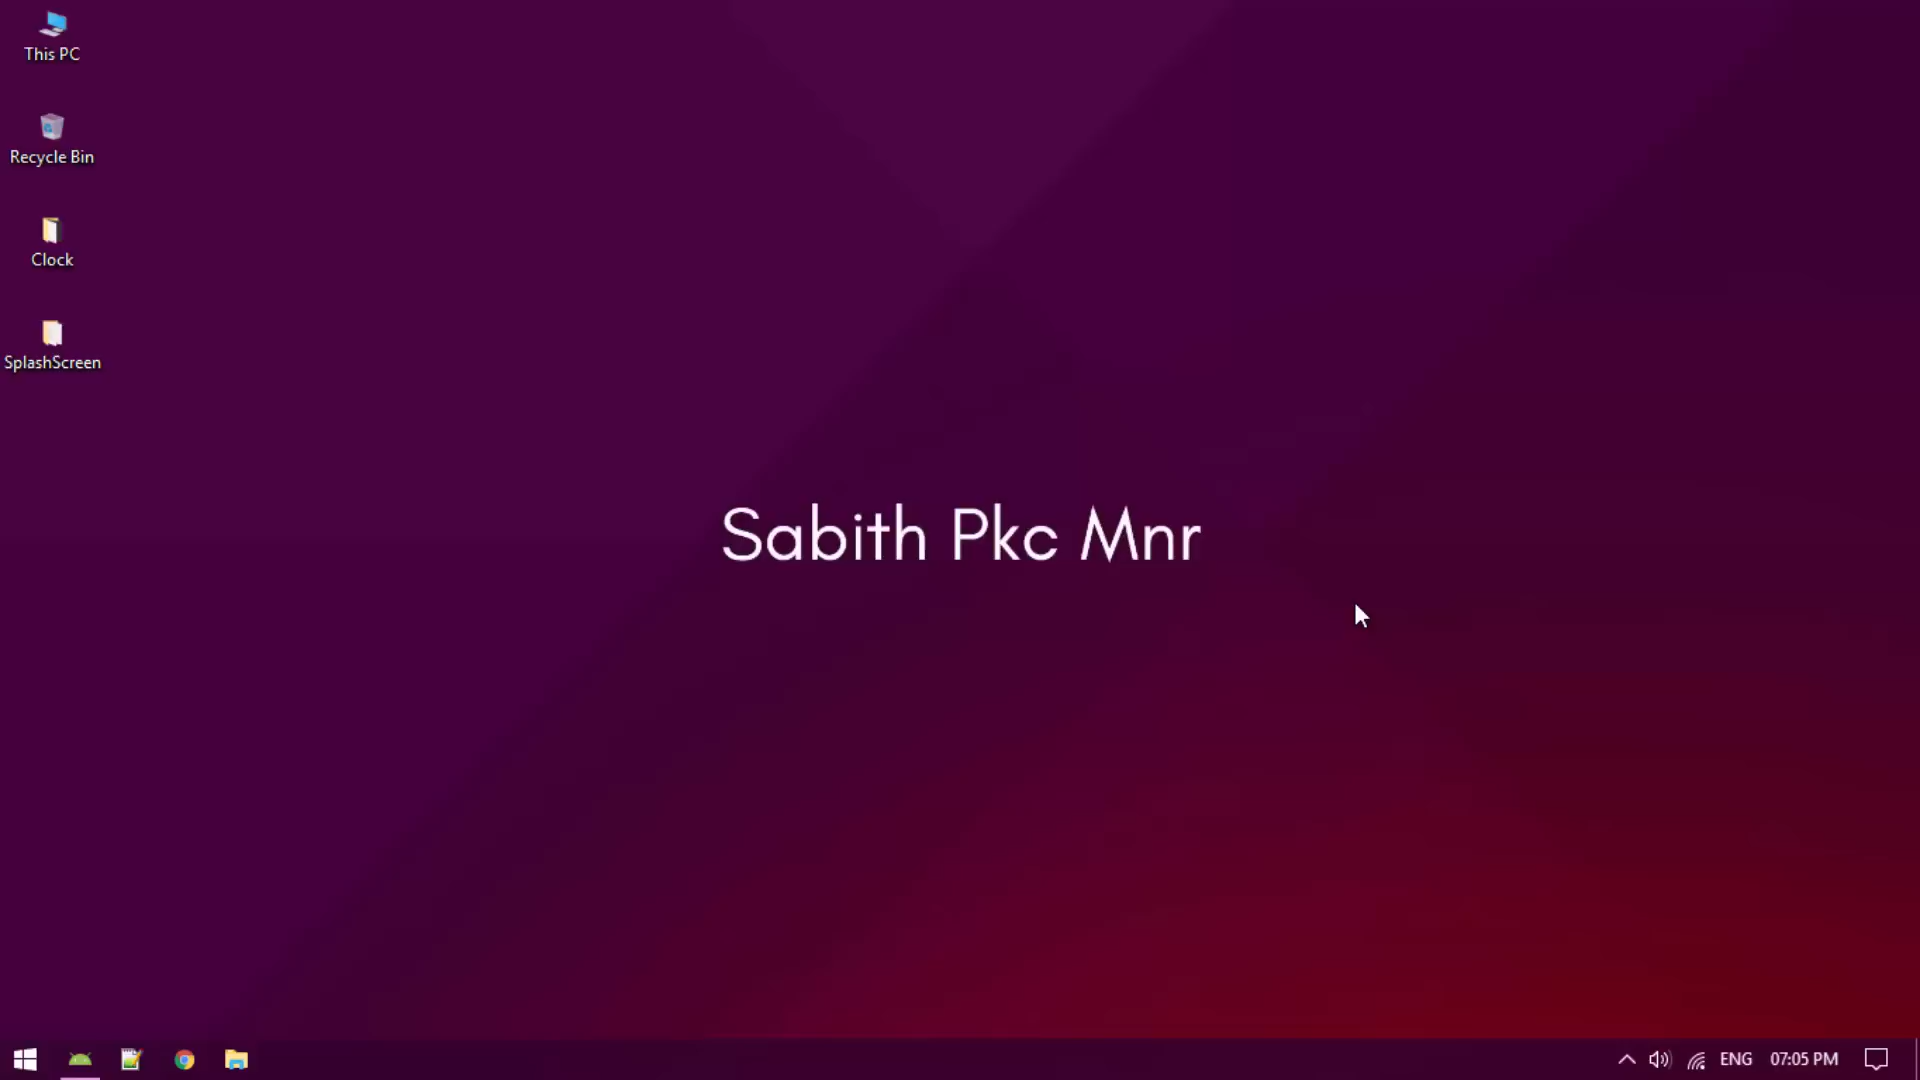 This PC
Recycle Bin
Clock
SplashScreen
Sabith Pkc Mnr
ENG 07:05 PM